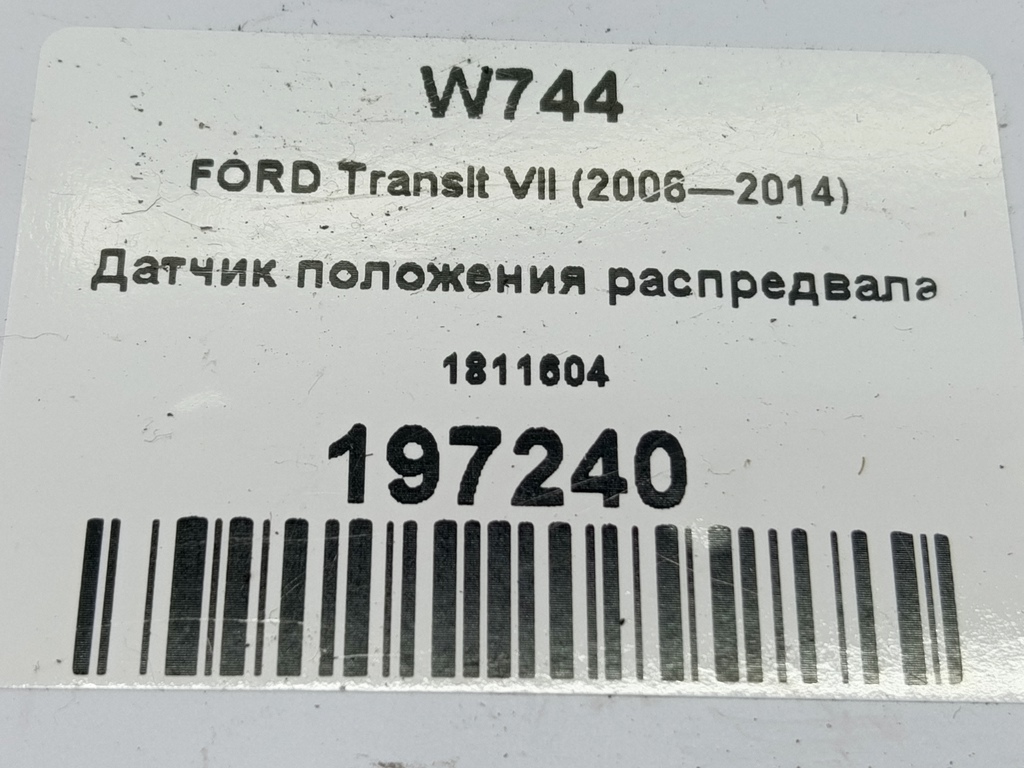 W744
FORD Transit VII (2006—2014)
Датчик положения распредвала
1811604
197240